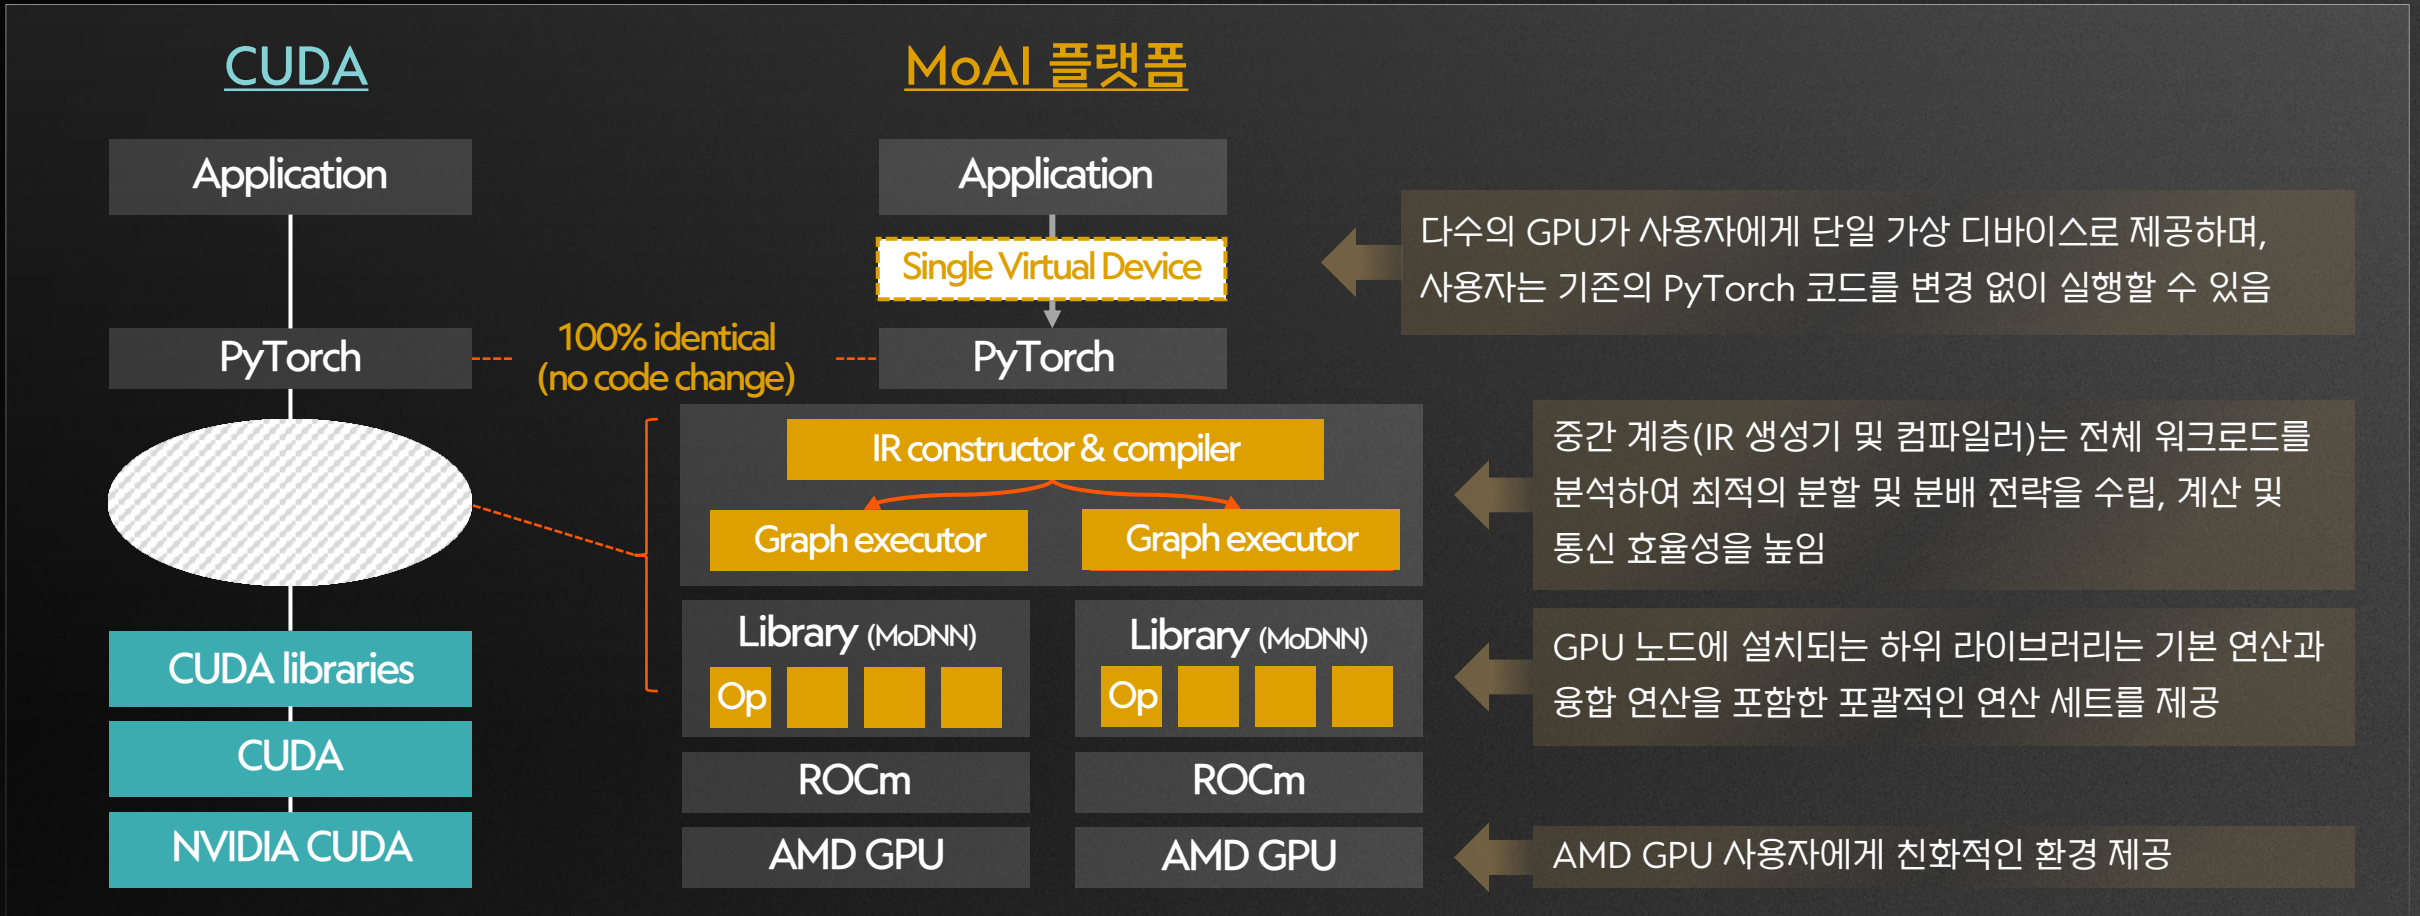 CUDA
Application
PyTorch
CUDA libraries
CUDA
NVIDIA CUDA
100% identical
(no code change)
MoAI 플랫폼
Application
Single Virtual Device
PyTorch
IR constructor & compiler
Graph executor
Graph executor
Library (MoDNN)
Op
Library (MoDNN)
Op
ROCm
ROCm
AMD GPU
AMD GPU
다수의 GPU가 사용자에게 단일 가상 디바이스로 제공하며,
사용자는 기존의 PyTorch 코드를 변경 없이 실행할 수 있음
중간 계층(IR 생성기 및 컴파일러)는 전체 워크로드를
분석하여 최적의 분할 및 분배 전략을 수립, 계산 및
통신 효율성을 높임
GPU 노드에 설치되는 하위 라이브러리는 기본 연산과
융합 연산을 포함한 포괄적인 연산 세트를 제공
AMD GPU 사용자에게 친화적인 환경 제공